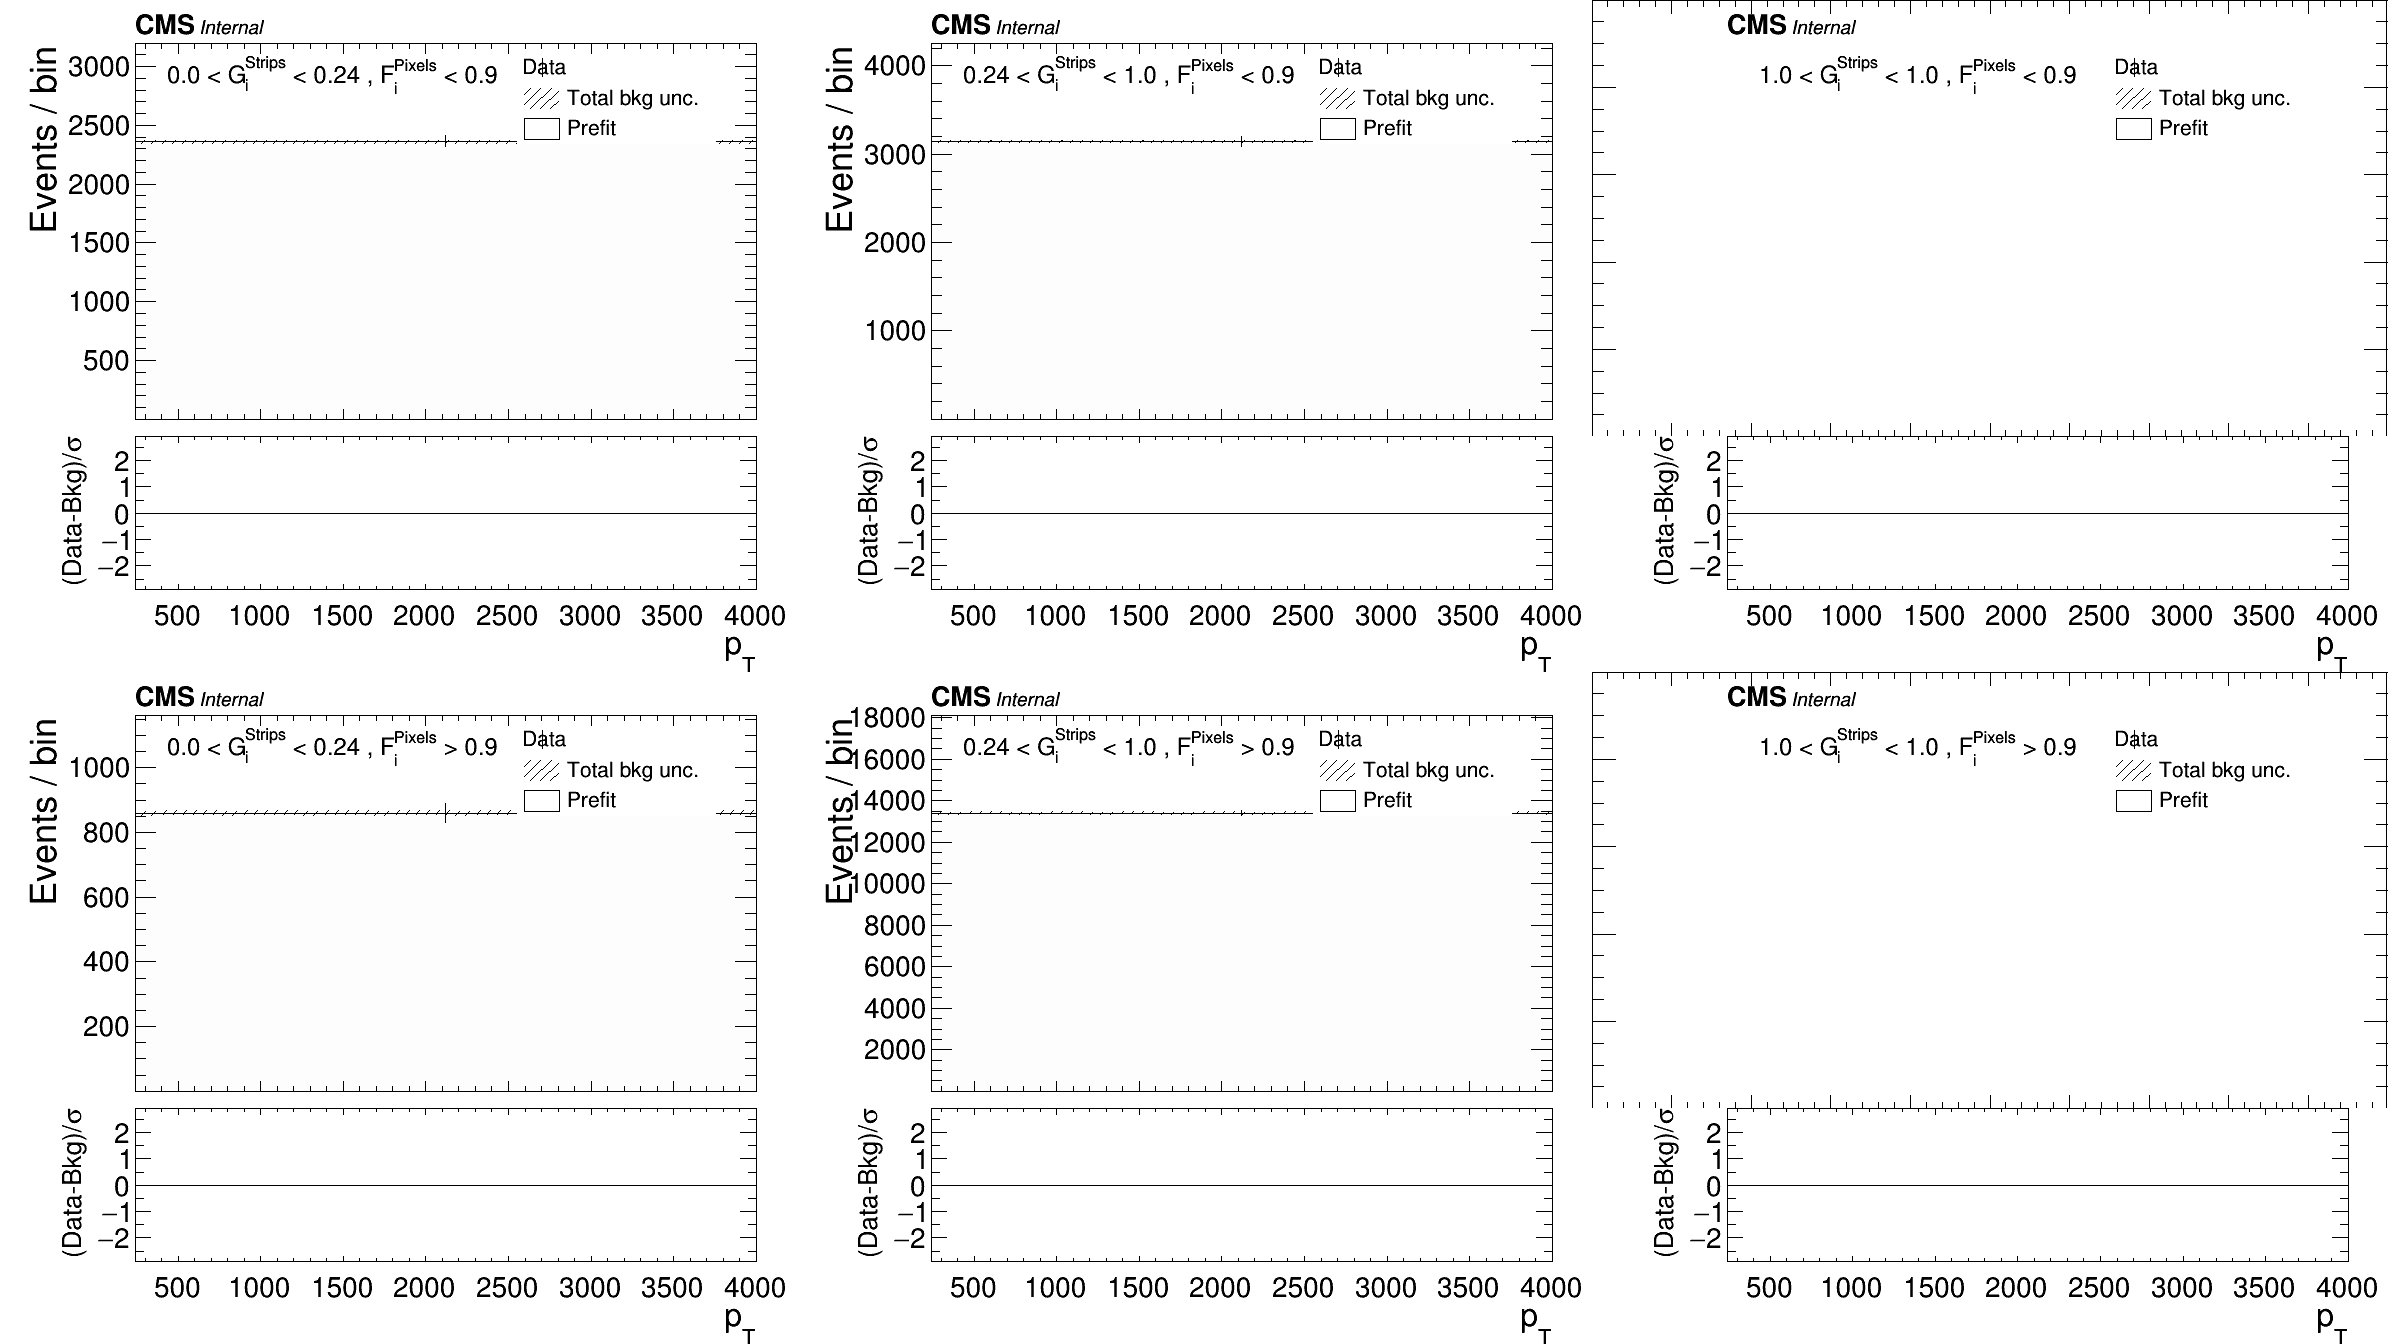 CMS Internal
Events / bin
3000
2500
2000
1500
1000
500
0.0 < G_i^Strips < 0.24 , F_i^Pixels < 0.9
Data
Total bkg unc.
Prefit
(Data-Bkg)/σ
2
1
0
−1
−2
500 1000 1500 2000 2500 3000 3500 4000
p_T
CMS Internal
Events / bin
4000
3000
2000
1000
0.24 < G_i^Strips < 1.0 , F_i^Pixels < 0.9
Data
Total bkg unc.
Prefit
(Data-Bkg)/σ
2
1
0
−1
−2
500 1000 1500 2000 2500 3000 3500 4000
p_T
CMS Internal
1.0 < G_i^Strips < 1.0 , F_i^Pixels < 0.9
Data
Total bkg unc.
Prefit
(Data-Bkg)/σ
2
1
0
−1
−2
500 1000 1500 2000 2500 3000 3500 4000
p_T
CMS Internal
Events / bin
1000
800
600
400
200
0.0 < G_i^Strips < 0.24 , F_i^Pixels > 0.9
Data
Total bkg unc.
Prefit
(Data-Bkg)/σ
2
1
0
−1
−2
500 1000 1500 2000 2500 3000 3500 4000
p_T
CMS Internal
Events / bin
18000
16000
14000
12000
10000
8000
6000
4000
2000
0.24 < G_i^Strips < 1.0 , F_i^Pixels > 0.9
Data
Total bkg unc.
Prefit
(Data-Bkg)/σ
2
1
0
−1
−2
500 1000 1500 2000 2500 3000 3500 4000
p_T
CMS Internal
1.0 < G_i^Strips < 1.0 , F_i^Pixels > 0.9
Data
Total bkg unc.
Prefit
(Data-Bkg)/σ
2
1
0
−1
−2
500 1000 1500 2000 2500 3000 3500 4000
p_T